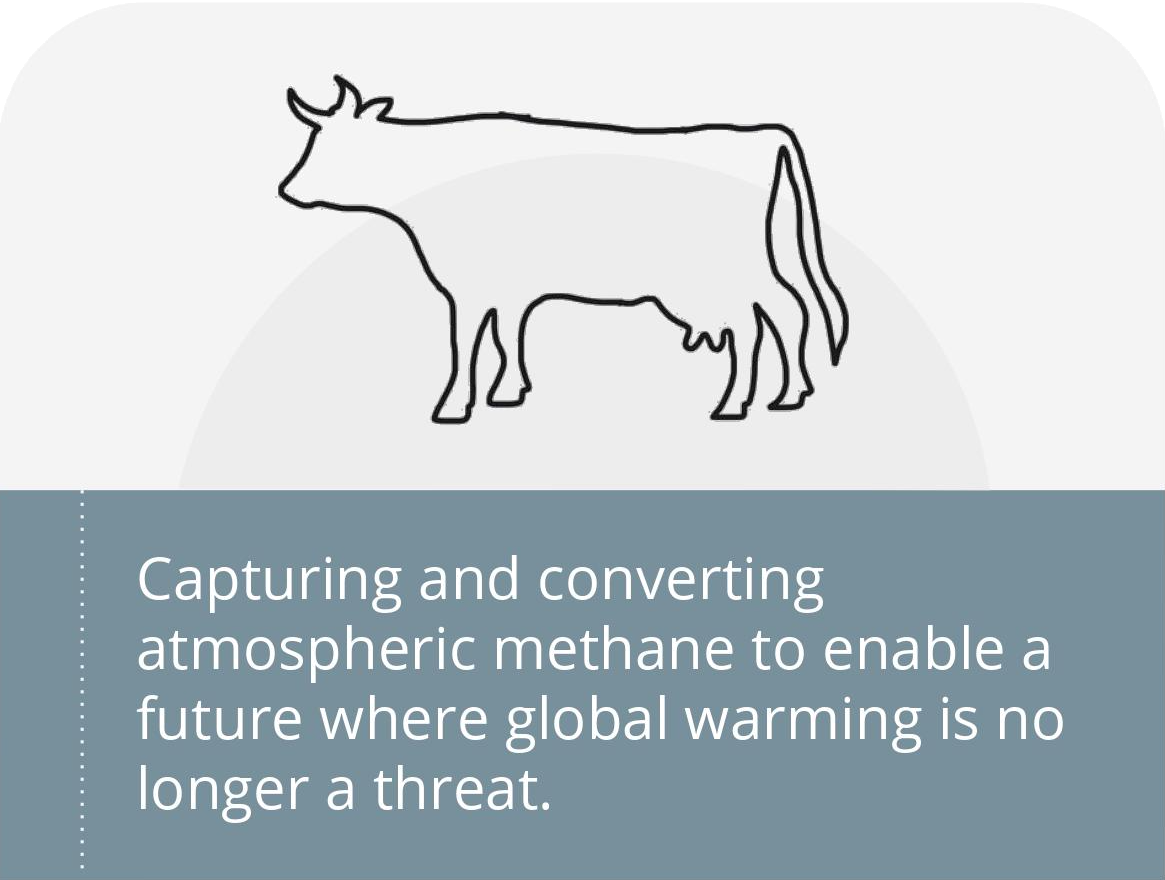 Capturing and converting
atmospheric methane to enable a
future where global warming is no
longer a threat.